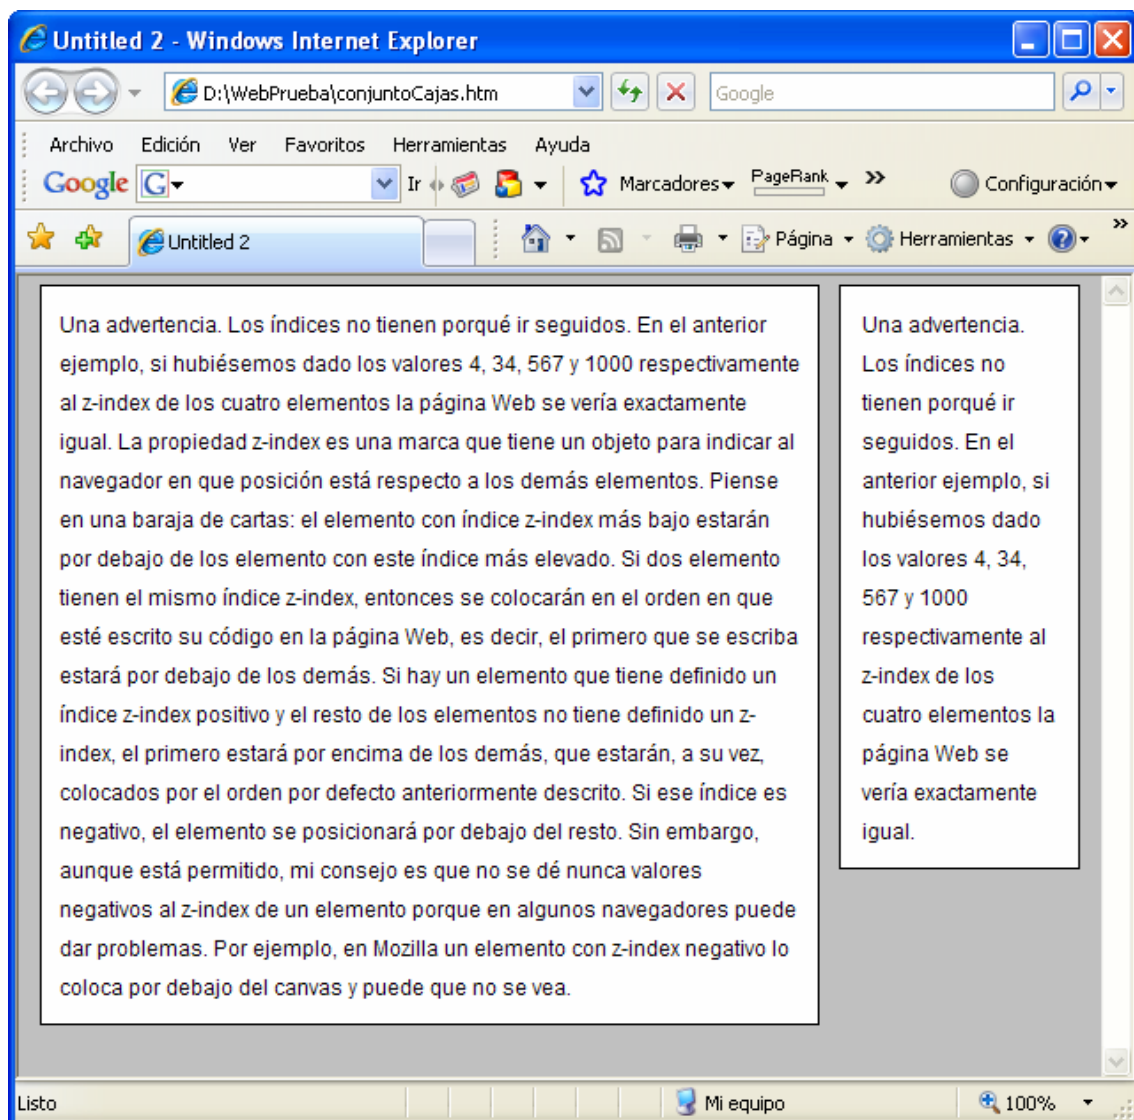 Untitled 2 - Windows Internet Explorer
D:\WebPrueba\conjuntoCajas.htm
Google
Archivo Edición Ver Favoritos Herramientas Ayuda
Google G Ir Marcadores PageRank » Configuración
Untitled 2 Página Herramientas »
Una advertencia. Los índices no tienen porqué ir seguidos. En el anterior
ejemplo, si hubiésemos dado los valores 4, 34, 567 y 1000 respectivamente
al z-index de los cuatro elementos la página Web se vería exactamente
igual. La propiedad z-index es una marca que tiene un objeto para indicar al
navegador en que posición está respecto a los demás elementos. Piense
en una baraja de cartas: el elemento con índice z-index más bajo estarán
por debajo de los elemento con este índice más elevado. Si dos elemento
tienen el mismo índice z-index, entonces se colocarán en el orden en que
esté escrito su código en la página Web, es decir, el primero que se escriba
estará por debajo de los demás. Si hay un elemento que tiene definido un
índice z-index positivo y el resto de los elementos no tiene definido un z-
index, el primero estará por encima de los demás, que estarán, a su vez,
colocados por el orden por defecto anteriormente descrito. Si ese índice es
negativo, el elemento se posicionará por debajo del resto. Sin embargo,
aunque está permitido, mi consejo es que no se dé nunca valores
negativos al z-index de un elemento porque en algunos navegadores puede
dar problemas. Por ejemplo, en Mozilla un elemento con z-index negativo lo
coloca por debajo del canvas y puede que no se vea.
Una advertencia.
Los índices no
tienen porqué ir
seguidos. En el
anterior ejemplo, si
hubiésemos dado
los valores 4, 34,
567 y 1000
respectivamente al
z-index de los
cuatro elementos la
página Web se
vería exactamente
igual.
Listo Mi equipo 100%